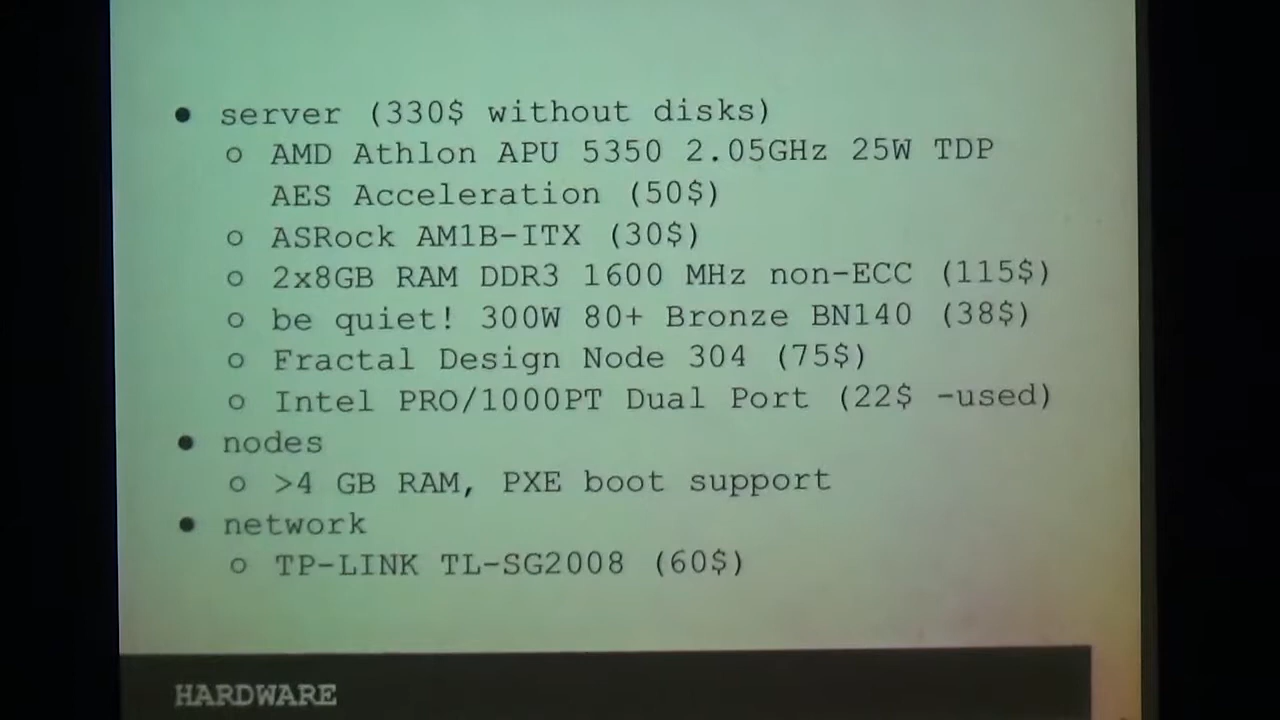 ● server (330$ without disks)
○ AMD Athlon APU 5350 2.05GHz 25W TDP
AES Acceleration (50$)
○ ASRock AM1B-ITX (30$)
○ 2x8GB RAM DDR3 1600 MHz non-ECC (115$)
○ be quiet! 300W 80+ Bronze BN140 (38$)
○ Fractal Design Node 304 (75$)
○ Intel PRO/1000PT Dual Port (22$ -used)
● nodes
○ >4 GB RAM, PXE boot support
● network
○ TP-LINK TL-SG2008 (60$)
HARDWARE